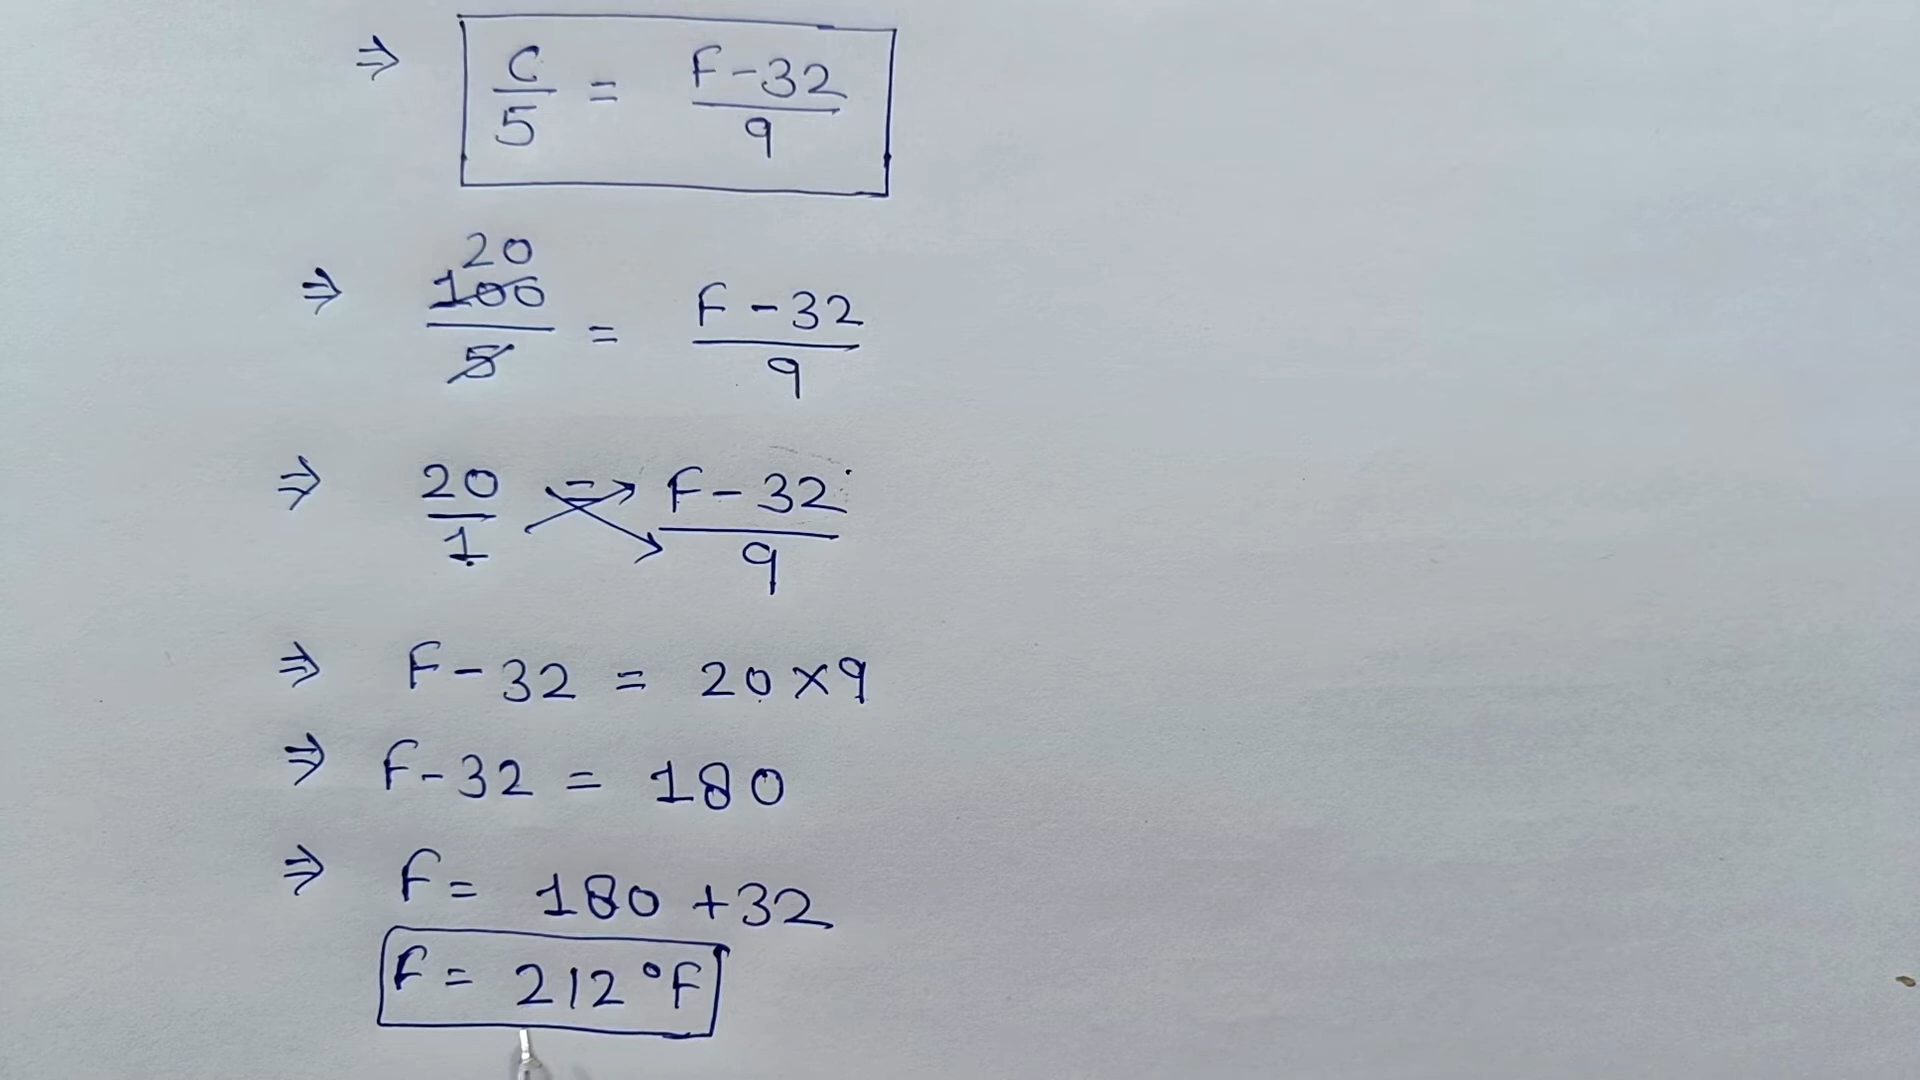 ⇒ C/5 = F-32/9
⇒ 20 100/5 = F-32/9
⇒ 20/1 = F-32/9
⇒ F-32 = 20×9
⇒ F-32 = 180
⇒ F= 180 +32
F= 212°F